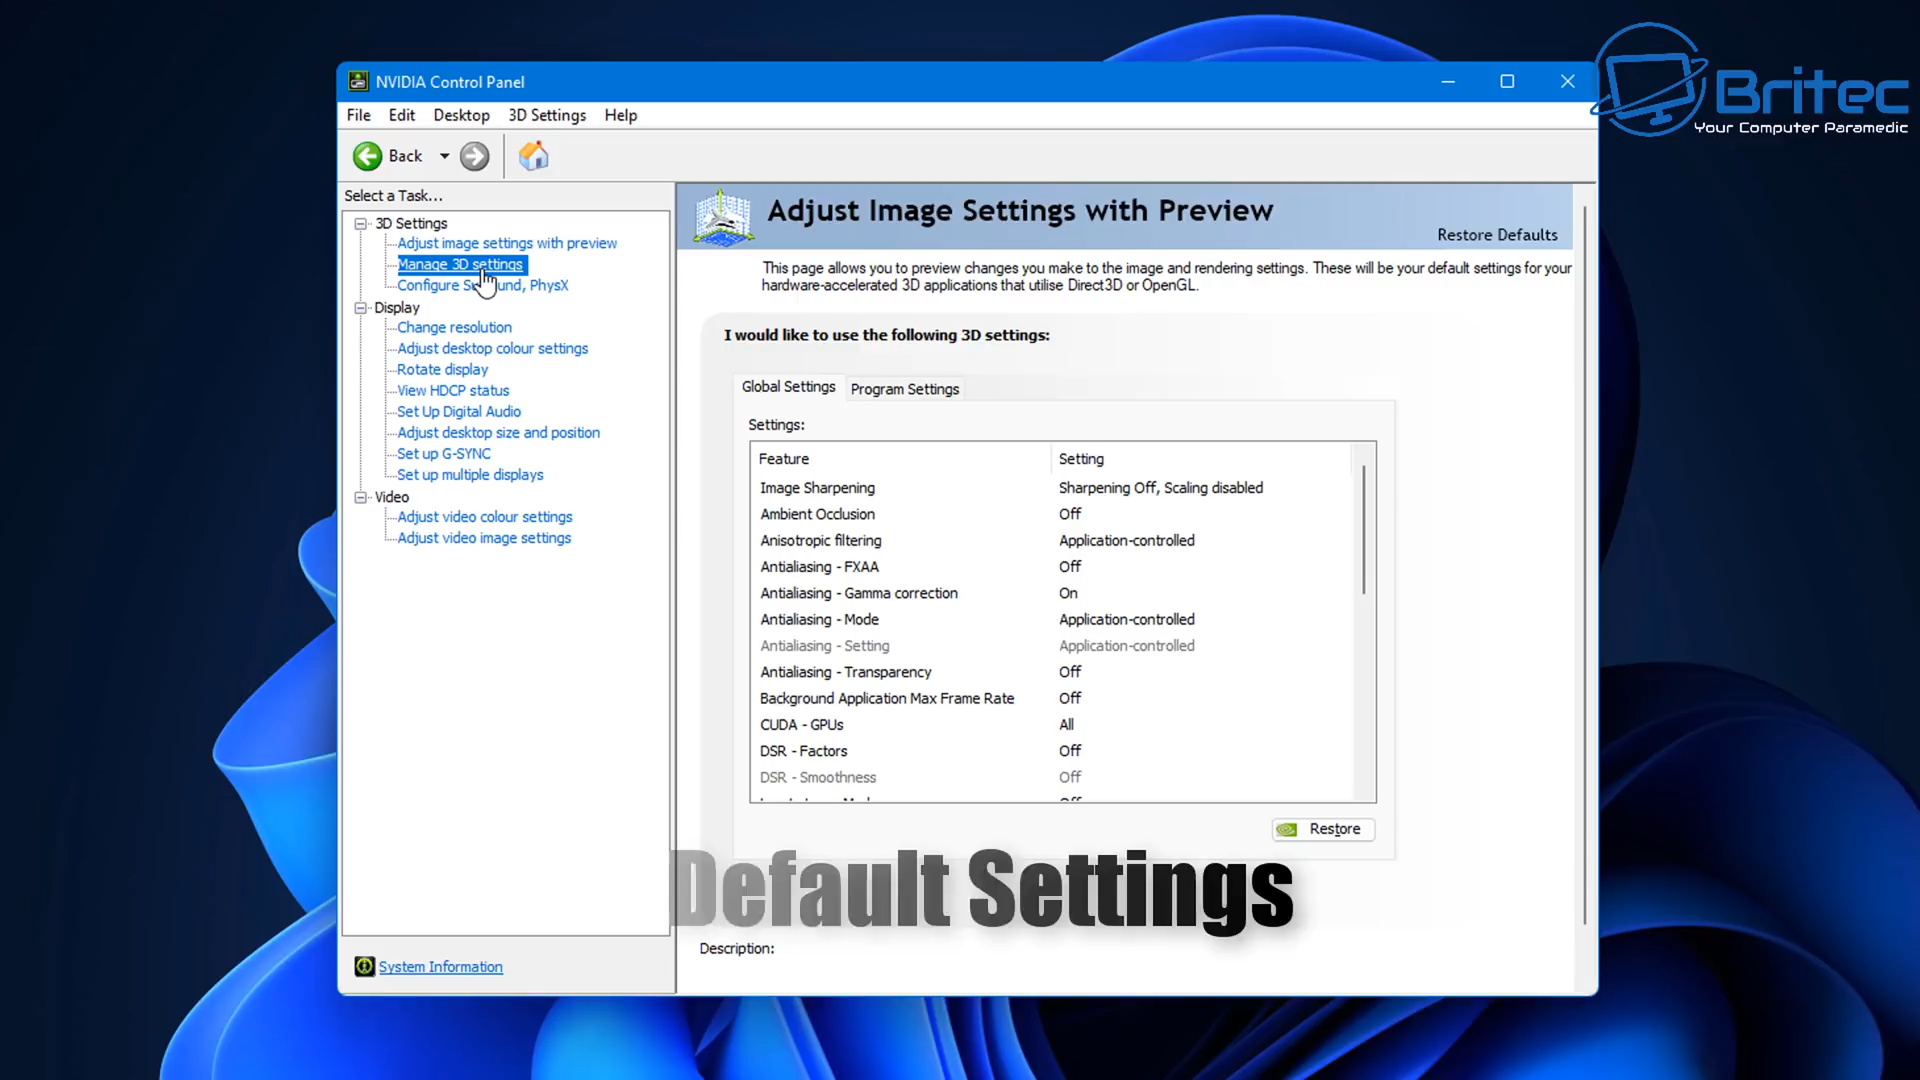 Britec
Your Computer Paramedic
NVIDIA Control Panel
File Edit Desktop 3D Settings Help
Back
Select a Task...
3D Settings
Adjust image settings with preview
Manage 3D settings
Configure Surround, PhysX
Display
Change resolution
Adjust desktop colour settings
Rotate display
View HDCP status
Set Up Digital Audio
Adjust desktop size and position
Set up G-SYNC
Set up multiple displays
Video
Adjust video colour settings
Adjust video image settings
System Information
Adjust Image Settings with Preview
Restore Defaults
This page allows you to preview changes you make to the image and rendering settings. These will be your default settings for your
hardware-accelerated 3D applications that utilise Direct3D or OpenGL.
I would like to use the following 3D settings:
Global Settings Program Settings
Settings:
Feature Setting
Image Sharpening Sharpening Off, Scaling disabled
Ambient Occlusion Off
Anisotropic filtering Application-controlled
Antialiasing - FXAA Off
Antialiasing - Gamma correction On
Antialiasing - Mode Application-controlled
Antialiasing - Setting Application-controlled
Antialiasing - Transparency Off
Background Application Max Frame Rate Off
CUDA - GPUs All
DSR - Factors Off
DSR - Smoothness Off
Restore
Default Settings
Description: